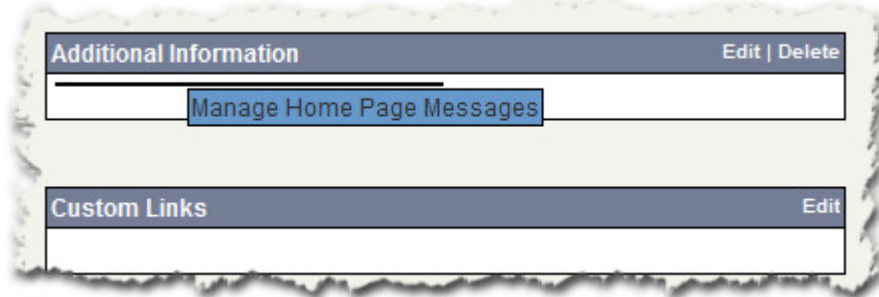 Additional Information Edit | Delete
Manage Home Page Messages
Custom Links Edit